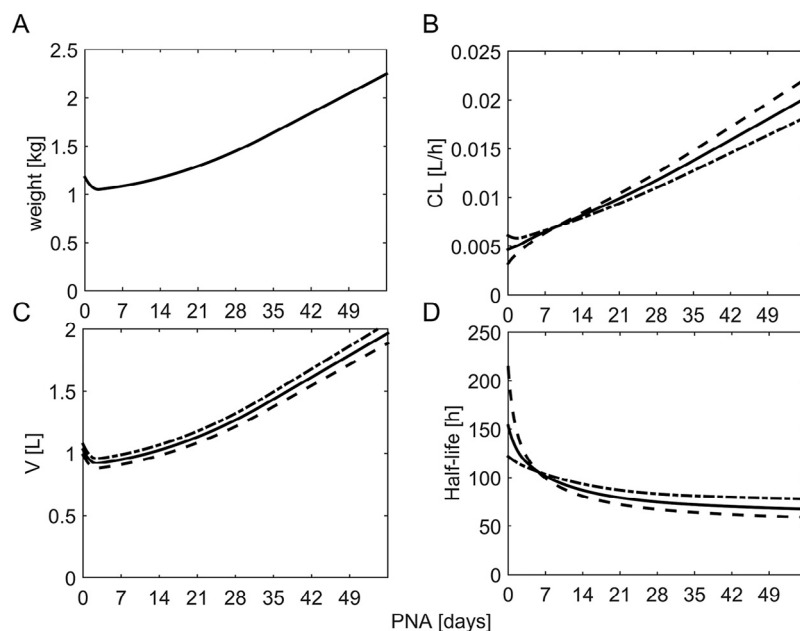 A
2.5
2
1.5
1
0.5
0
weight [kg]
0 7 14 21 28 35 42 49
B
0.025
0.02
0.015
0.01
0.005
0
CL [L/h]
0 7 14 21 28 35 42 49
C
2
1.5
1
0.5
0
V [L]
0 7 14 21 28 35 42 49
D
250
200
150
100
50
0
Half-life [h]
0 7 14 21 28 35 42 49
PNA [days]